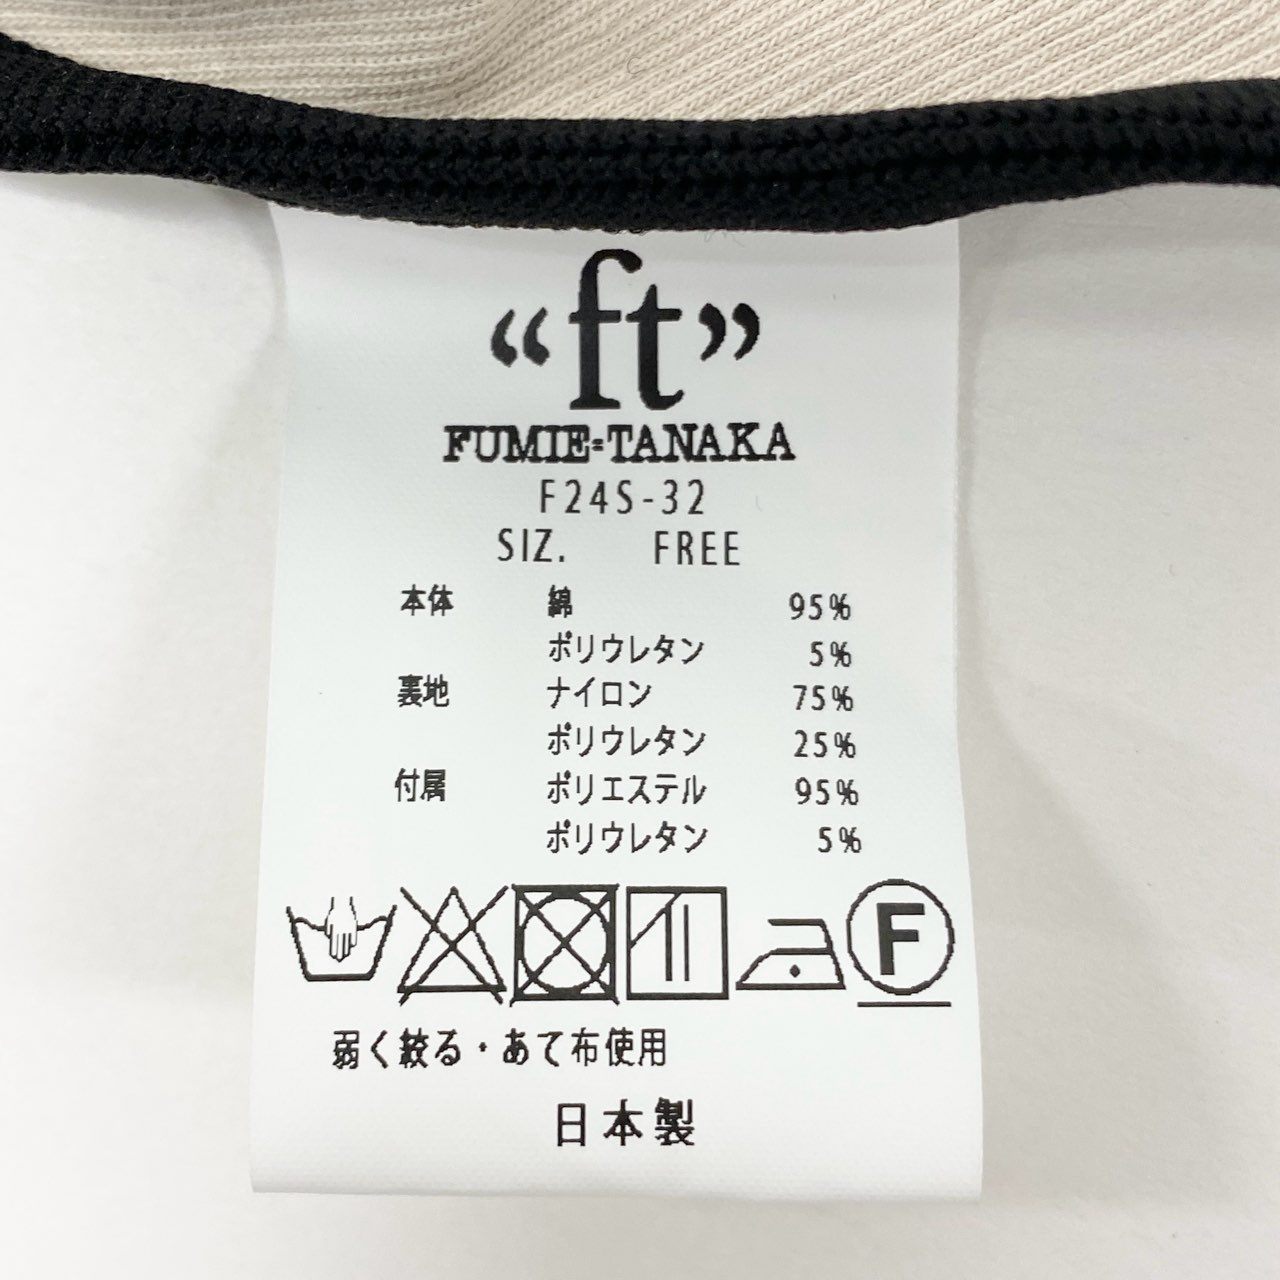 “ft”
FUMIE=TANAKA
F24S-32
SIZ. FREE
本体 綿 95%
ポリウレタン 5%
裏地 ナイロン 75%
ポリウレタン 25%
付属 ポリエステル 95%
ポリウレタン 5%
F
弱く絞る・あて布使用
日本製